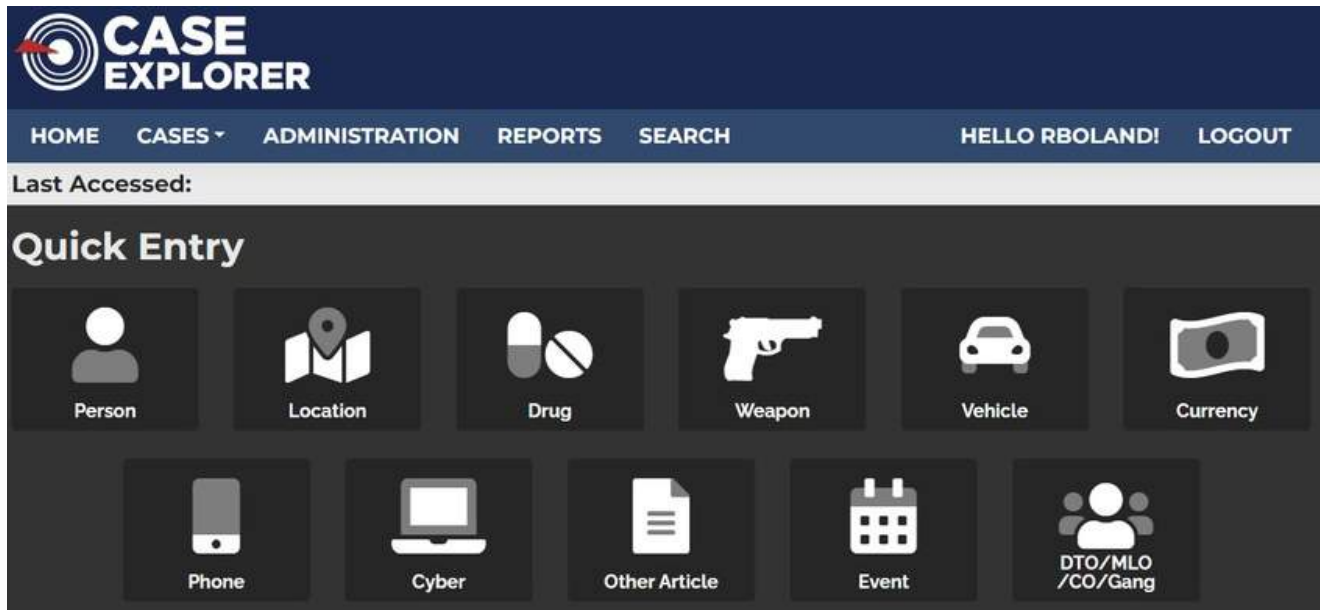 CASE
EXPLORER
HOME CASES ADMINISTRATION REPORTS SEARCH HELLO RBOLAND! LOGOUT
Last Accessed:
Quick Entry
Person Location Drug Weapon Vehicle Currency
Phone Cyber Other Article Event DTO/MLO
/CO/Gang